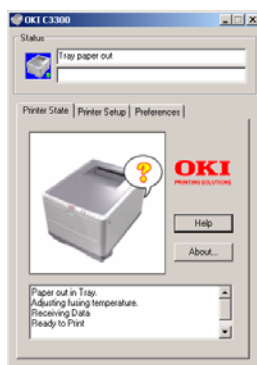 OKI C3300
Status
Tray paper out
Printer State
Printer Setup
Preferences
?
OKI
PRINTING SOLUTIONS
Help
About...
Paper out in Tray.
Adjusting fusing temperature.
Receiving Data
Ready to Print